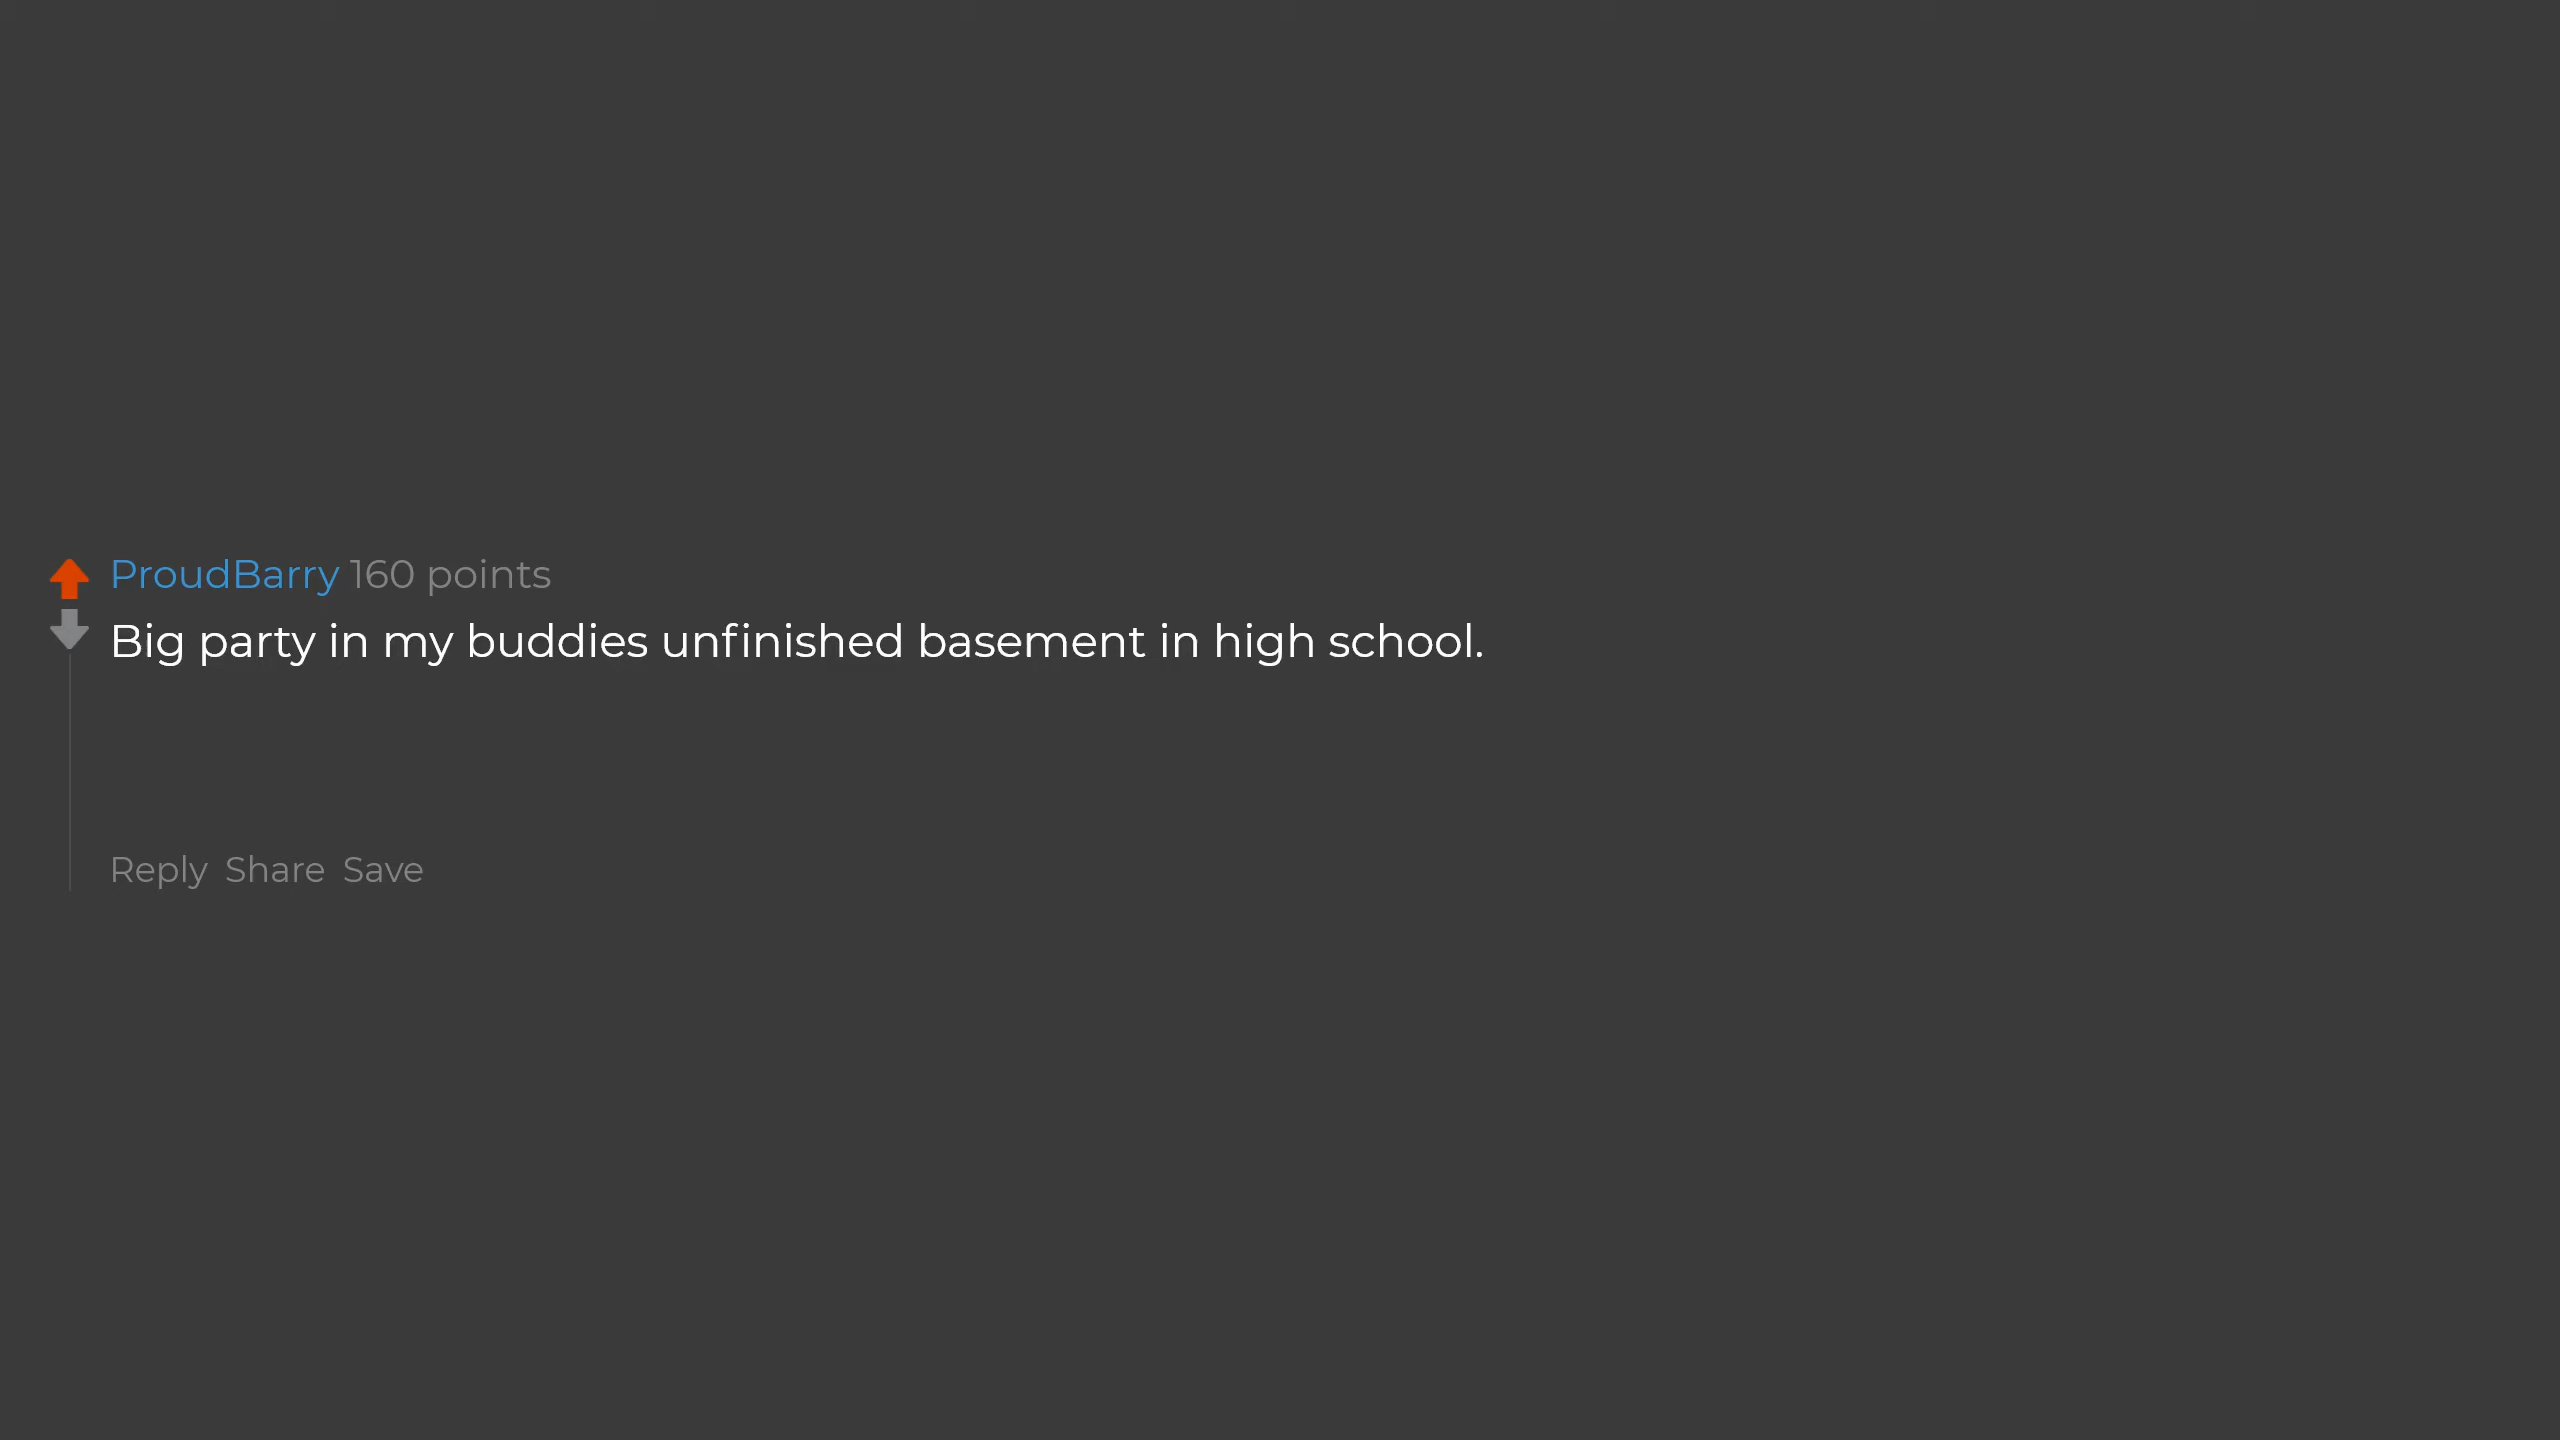 ProudBarry 160 points
Big party in my buddies unfinished basement in high school.
Reply Share Save